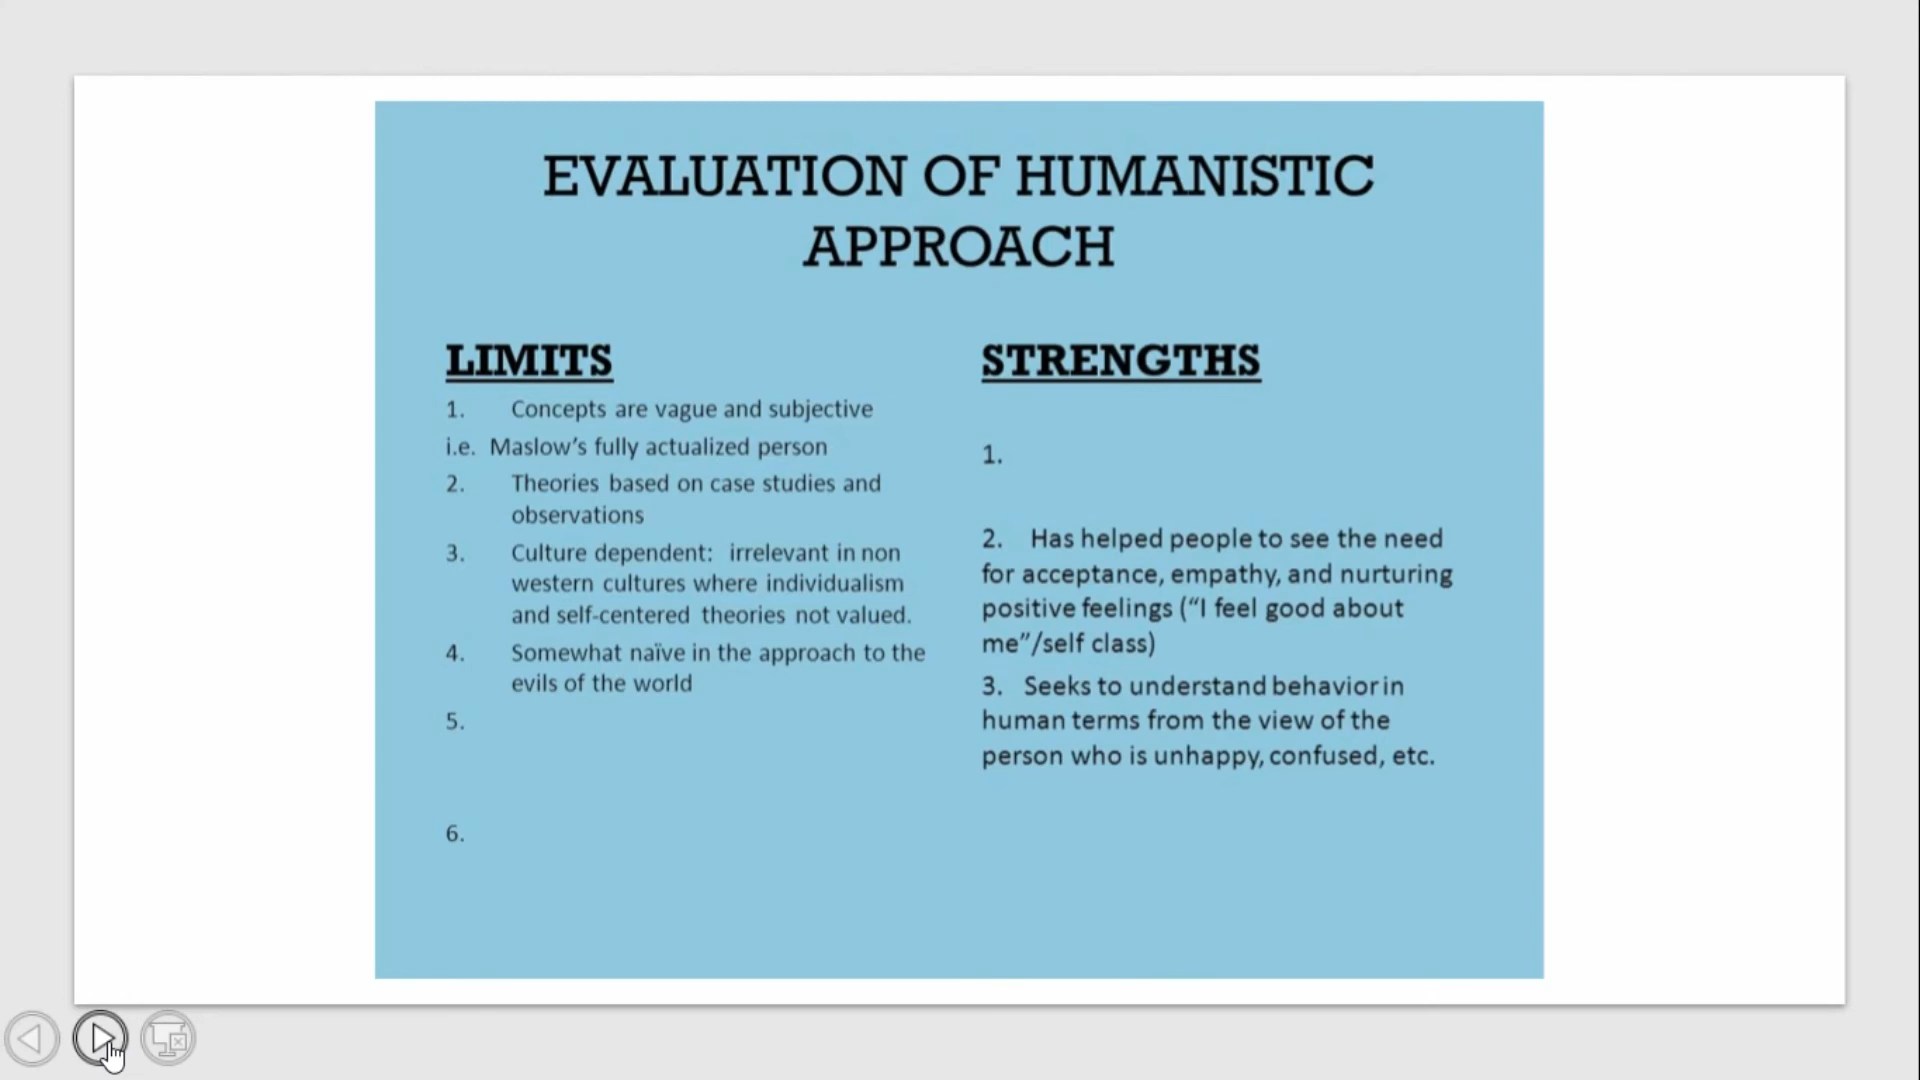 EVALUATION OF HUMANISTIC
APPROACH
LIMITS
1. Concepts are vague and subjective
i.e. Maslow's fully actualized person
2. Theories based on case studies and
observations
3. Culture dependent: irrelevant in non
western cultures where individualism
and self-centered theories not valued.
4. Somewhat naïve in the approach to the
evils of the world
5.
6.
STRENGTHS
1.
2. Has helped people to see the need
for acceptance, empathy, and nurturing
positive feelings (“I feel good about
me”/self class)
3. Seeks to understand behavior in
human terms from the view of the
person who is unhappy, confused, etc.